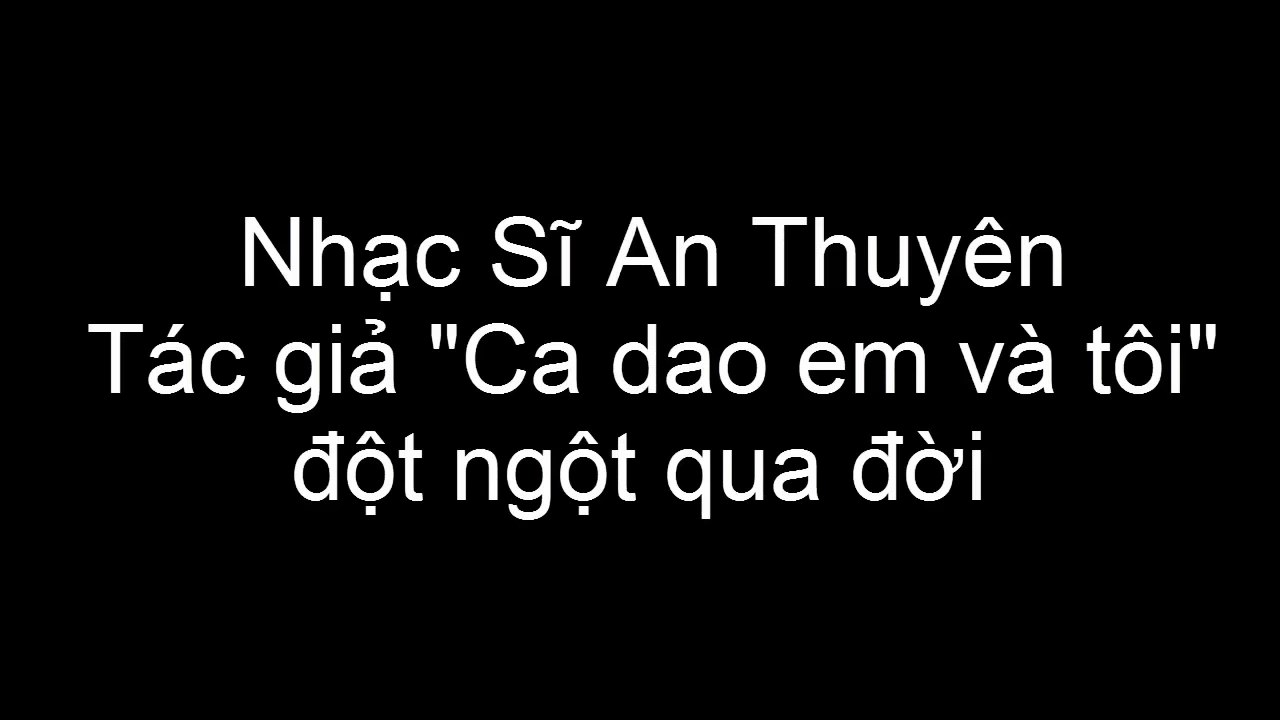 Nhạc Sĩ An Thuyên
Tác giả "Ca dao em và tôi"
đột ngột qua đời